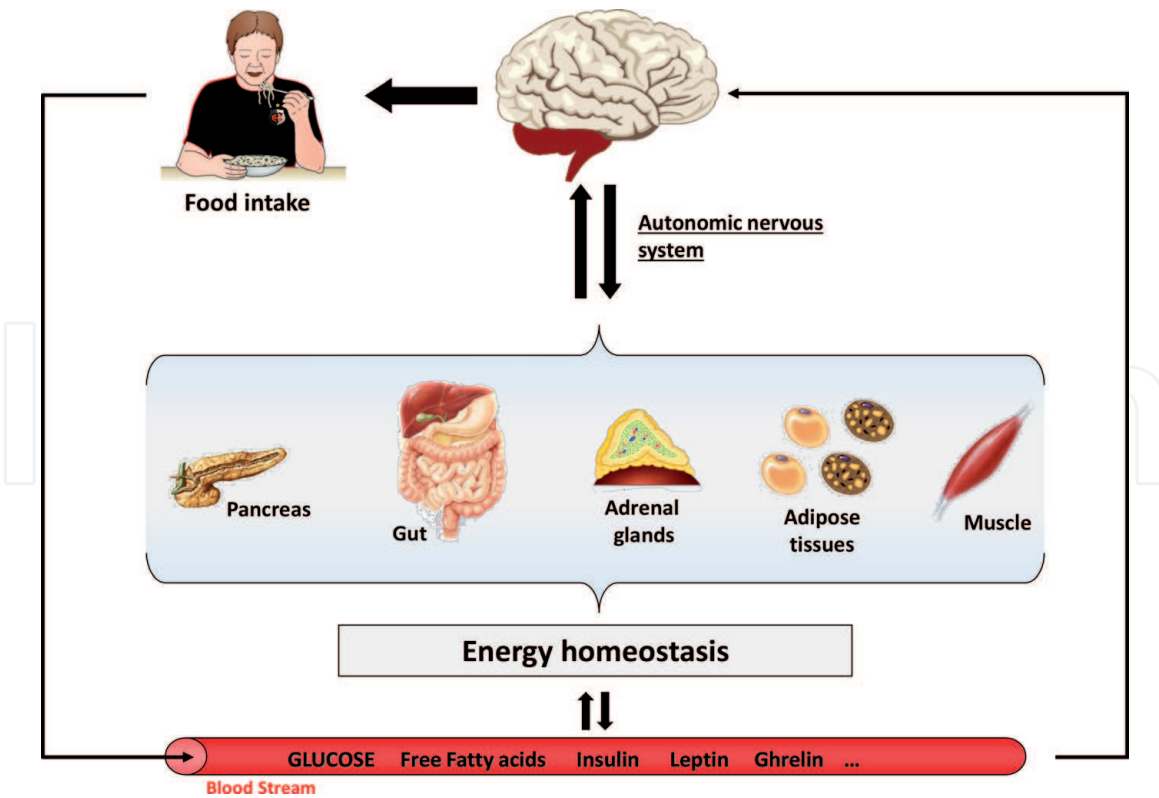 Food intake
Autonomic nervous
system
Pancreas
Gut
Adrenal
glands
Adipose
tissues
Muscle
Energy homeostasis
GLUCOSE Free Fatty acids Insulin Leptin Ghrelin ...
Blood Stream